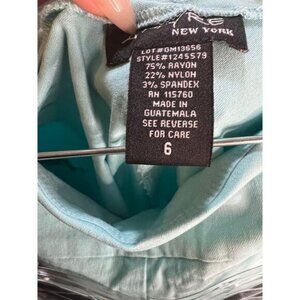 NEW YORK
LOT#GM13656
STYLE#1245579
75% RAYON
22% NYLON
3% SPANDEX
RN 115760
MADE IN
GUATEMALA
SEE REVERSE
FOR CARE
6